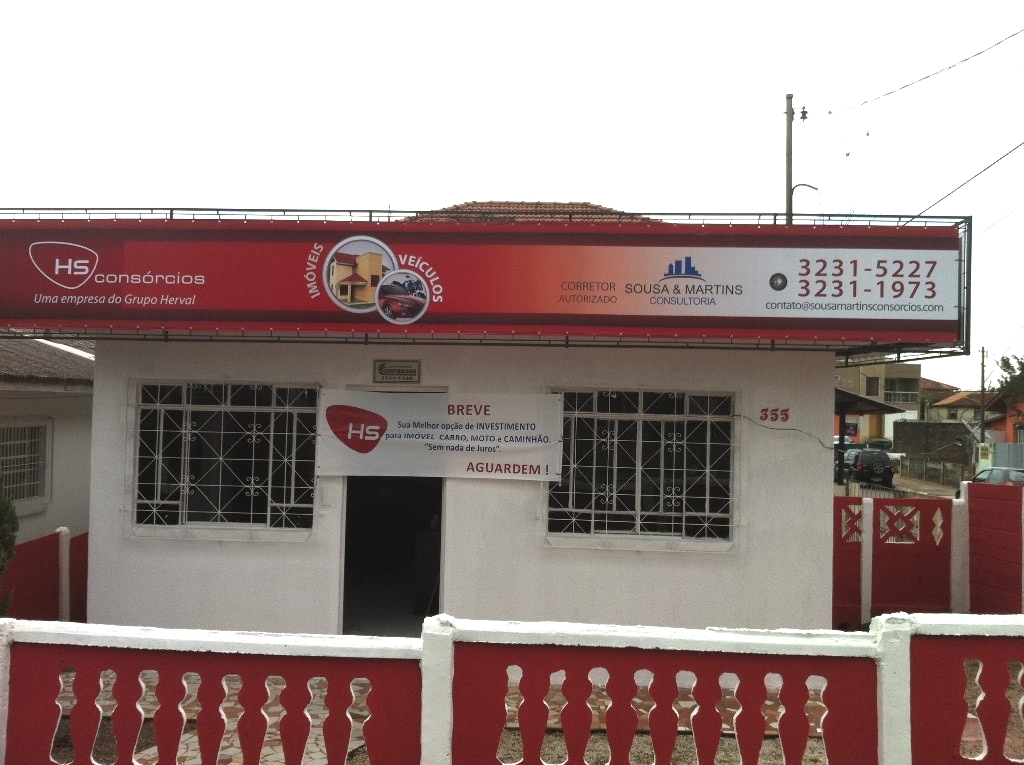 HS consórcios
Uma empresa do Grupo Herval
IMÓVEIS
VEÍCULOS
CORRETOR
AUTORIZADO
SOUSA & MARTINS
CONSULTORIA
3231-5227
3231-1973
contato@sousamartinsconsorcios.com
HS
BREVE
Sua Melhor opção de INVESTIMENTO
para IMÓVEL CARRO, MOTO e CAMINHÃO.
"Sem nada de Juros".
AGUARDEM !
355